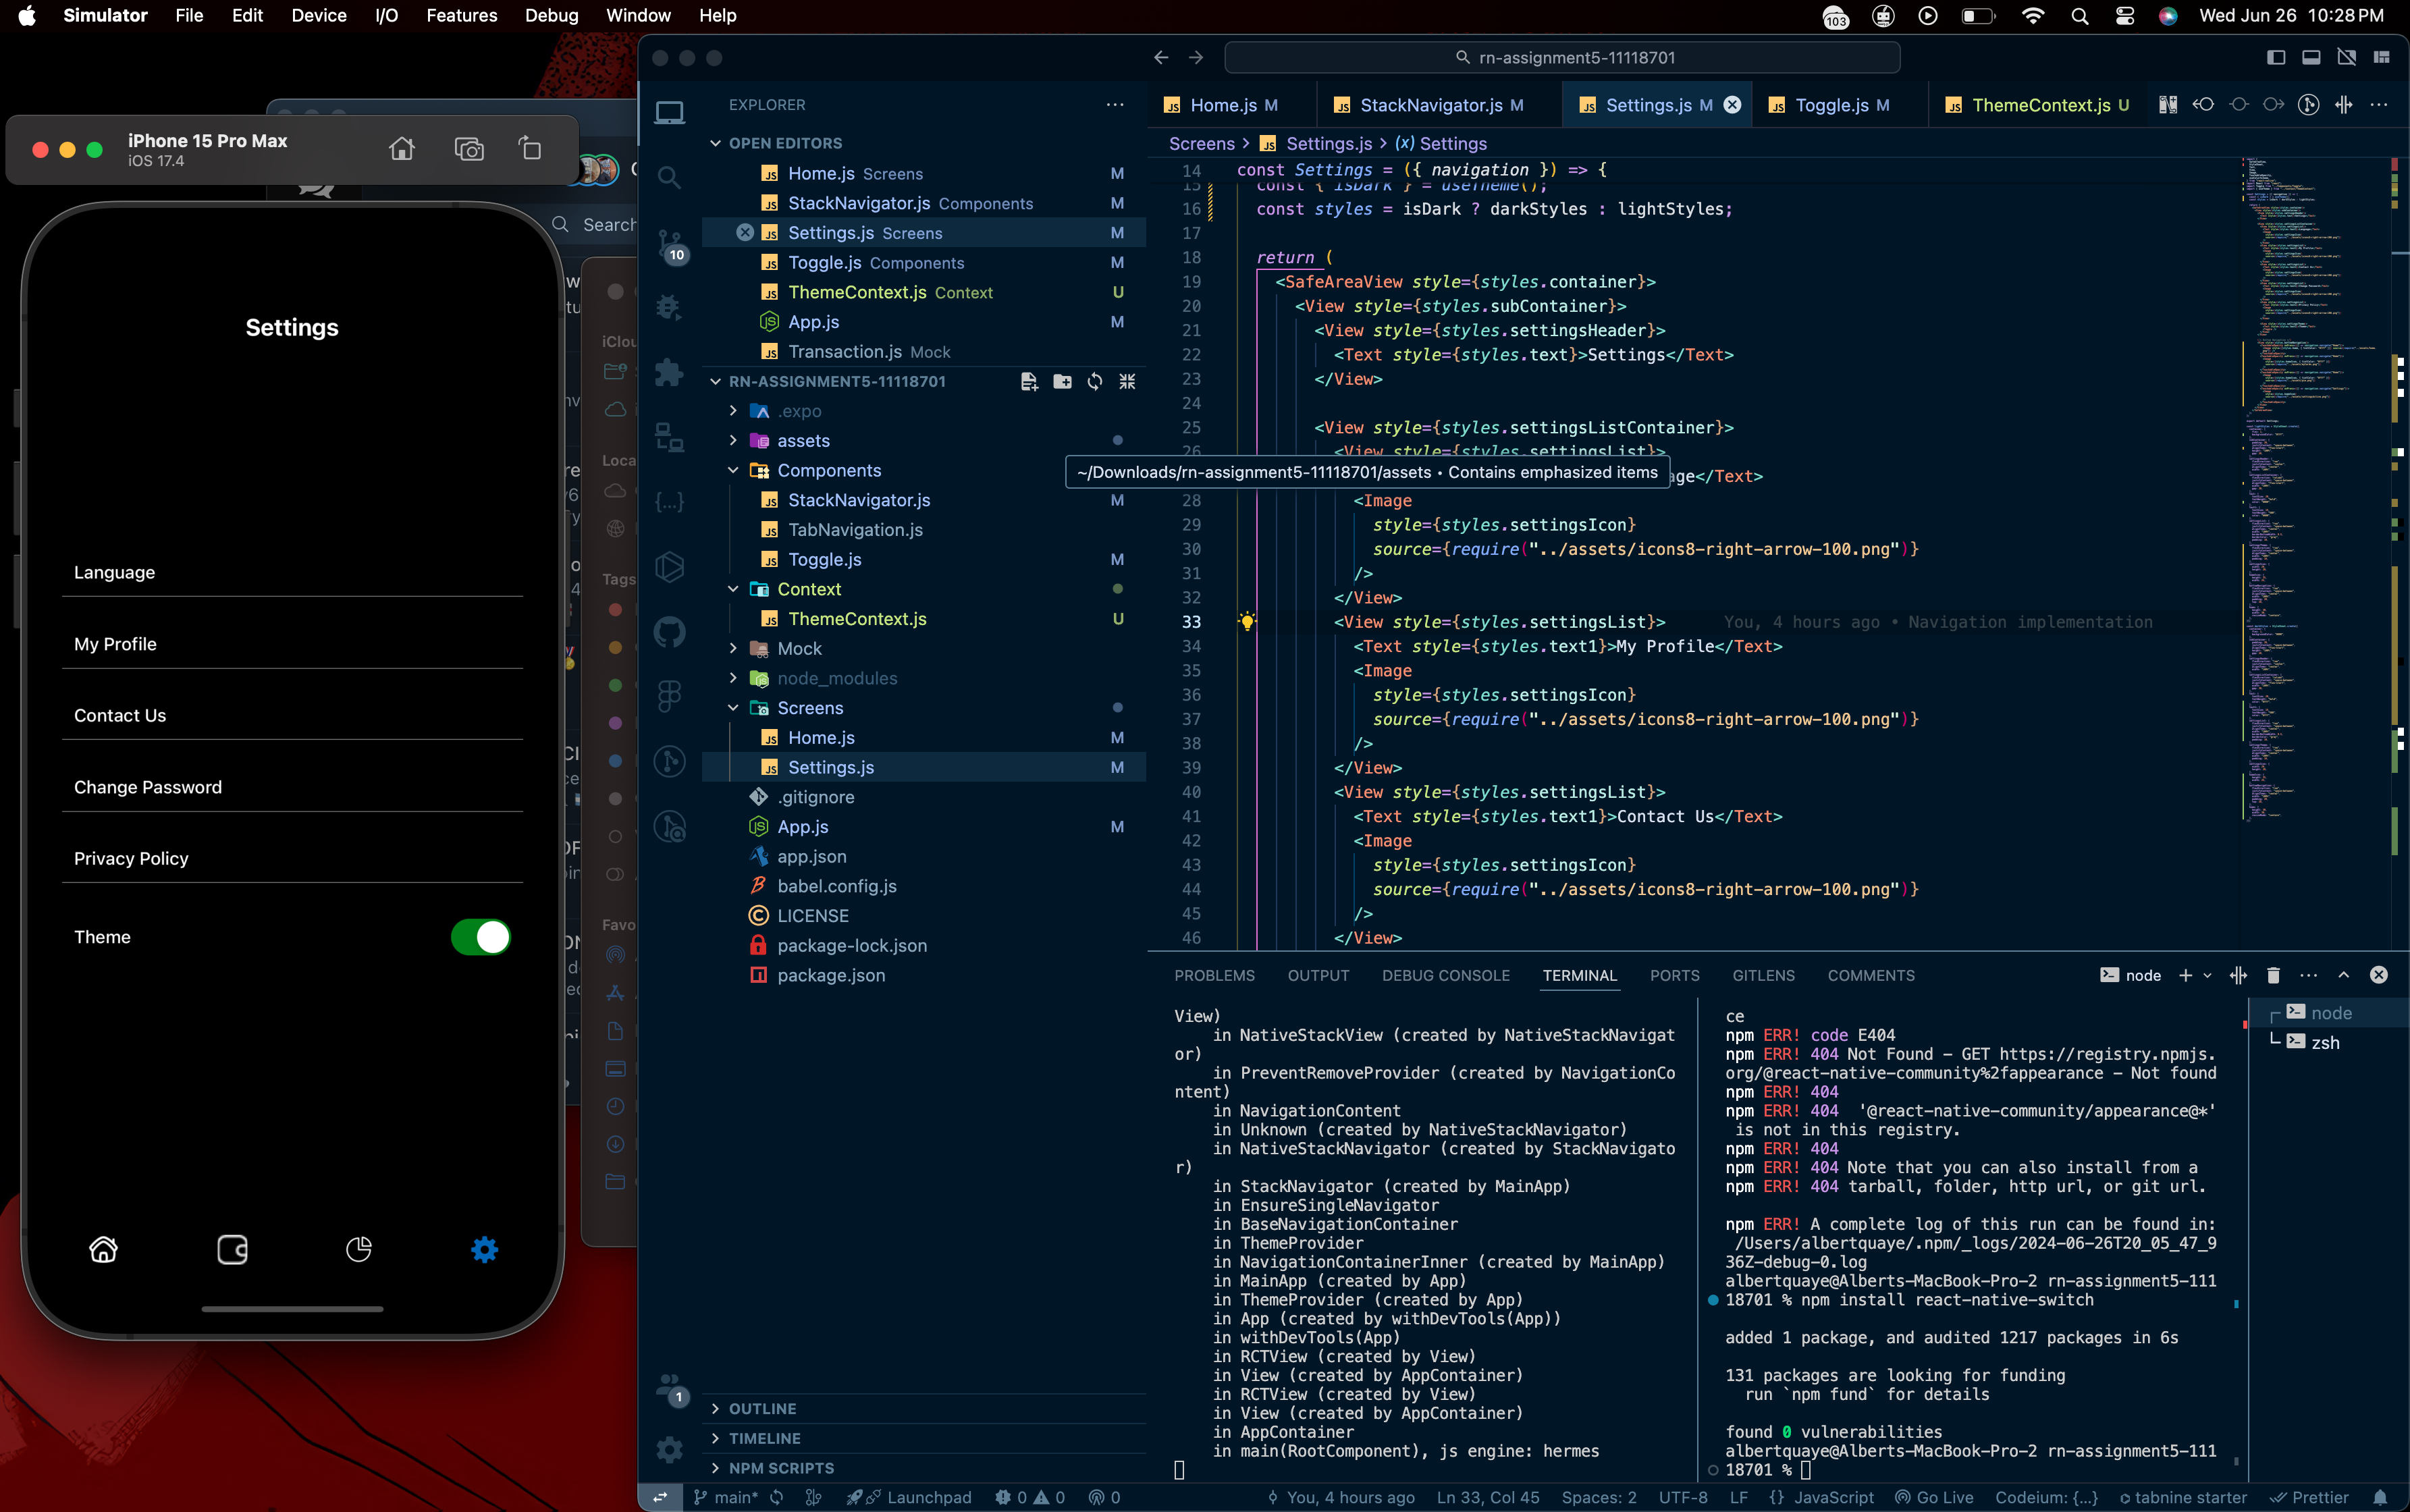 Simulator File Edit Device I/O Features Debug Window Help
103
Wed Jun 26 10:28 PM
iPhone 15 Pro Max
iOS 17.4
Search
Settings
Language
My Profile
Contact Us
Change Password
Privacy Policy
Theme
rn-assignment5-11118701
EXPLORER
OPEN EDITORS
Home.js Screens M
StackNavigator.js Components M
Settings.js Screens M
Toggle.js Components M
ThemeContext.js Context U
App.js M
Transaction.js Mock
RN-ASSIGNMENT5-11118701
.expo
assets
Components
StackNavigator.js M
TabNavigation.js
Toggle.js M
Context
ThemeContext.js U
Mock
node_modules
Screens
Home.js M
Settings.js M
.gitignore
App.js M
app.json
babel.config.js
LICENSE
package-lock.json
package.json
OUTLINE
TIMELINE
NPM SCRIPTS
10
1
Home.js M StackNavigator.js M Settings.js M Toggle.js M ThemeContext.js U
Screens > Settings.js > Settings
14 const Settings = ({ navigation }) => {
15 const { isDark } = useTheme();
16 const styles = isDark ? darkStyles : lightStyles;
17
18 return (
19 <SafeAreaView style={styles.container}>
20 <View style={styles.subContainer}>
21 <View style={styles.settingsHeader}>
22 <Text style={styles.text}>Settings</Text>
23 </View>
24
25 <View style={styles.settingsListContainer}>
26 <View style={styles.settingsList}>
~/Downloads/rn-assignment5-11118701/assets • Contains emphasized items
age</Text>
28 <Image
29 style={styles.settingsIcon}
30 source={require("../assets/icons8-right-arrow-100.png")}
31 />
32 </View>
33 <View style={styles.settingsList}> You, 4 hours ago • Navigation implementation
34 <Text style={styles.text1}>My Profile</Text>
35 <Image
36 style={styles.settingsIcon}
37 source={require("../assets/icons8-right-arrow-100.png")}
38 />
39 </View>
40 <View style={styles.settingsList}>
41 <Text style={styles.text1}>Contact Us</Text>
42 <Image
43 style={styles.settingsIcon}
44 source={require("../assets/icons8-right-arrow-100.png")}
45 />
46 </View>
PROBLEMS OUTPUT DEBUG CONSOLE TERMINAL PORTS GITLENS COMMENTS
node
View)
in NativeStackView (created by NativeStackNavigat
or)
in PreventRemoveProvider (created by NavigationCo
ntent)
in NavigationContent
in Unknown (created by NativeStackNavigator)
in NativeStackNavigator (created by StackNavigato
r)
in StackNavigator (created by MainApp)
in EnsureSingleNavigator
in BaseNavigationContainer
in ThemeProvider
in NavigationContainerInner (created by MainApp)
in MainApp (created by App)
in ThemeProvider (created by App)
in App (created by withDevTools(App))
in withDevTools(App)
in RCTView (created by View)
in View (created by AppContainer)
in RCTView (created by View)
in View (created by AppContainer)
in AppContainer
in main(RootComponent), js engine: hermes
ce
npm ERR! code E404
npm ERR! 404 Not Found - GET https://registry.npmjs.
org/@react-native-community%2fappearance - Not found
npm ERR! 404
npm ERR! 404 '@react-native-community/appearance@*'
is not in this registry.
npm ERR! 404
npm ERR! 404 Note that you can also install from a
npm ERR! 404 tarball, folder, http url, or git url.
npm ERR! A complete log of this run can be found in:
/Users/albertquaye/.npm/_logs/2024-06-26T20_05_47_9
36Z-debug-0.log
albertquaye@Alberts-MacBook-Pro-2 rn-assignment5-111
18701 % npm install react-native-switch
added 1 package, and audited 1217 packages in 6s
131 packages are looking for funding
run `npm fund` for details
found 0 vulnerabilities
albertquaye@Alberts-MacBook-Pro-2 rn-assignment5-111
18701 %
node
zsh
main* Launchpad 0 0 0 You, 4 hours ago Ln 33, Col 45 Spaces: 2 UTF-8 LF {} JavaScript Go Live Codeium: {...} tabnine starter Prettier